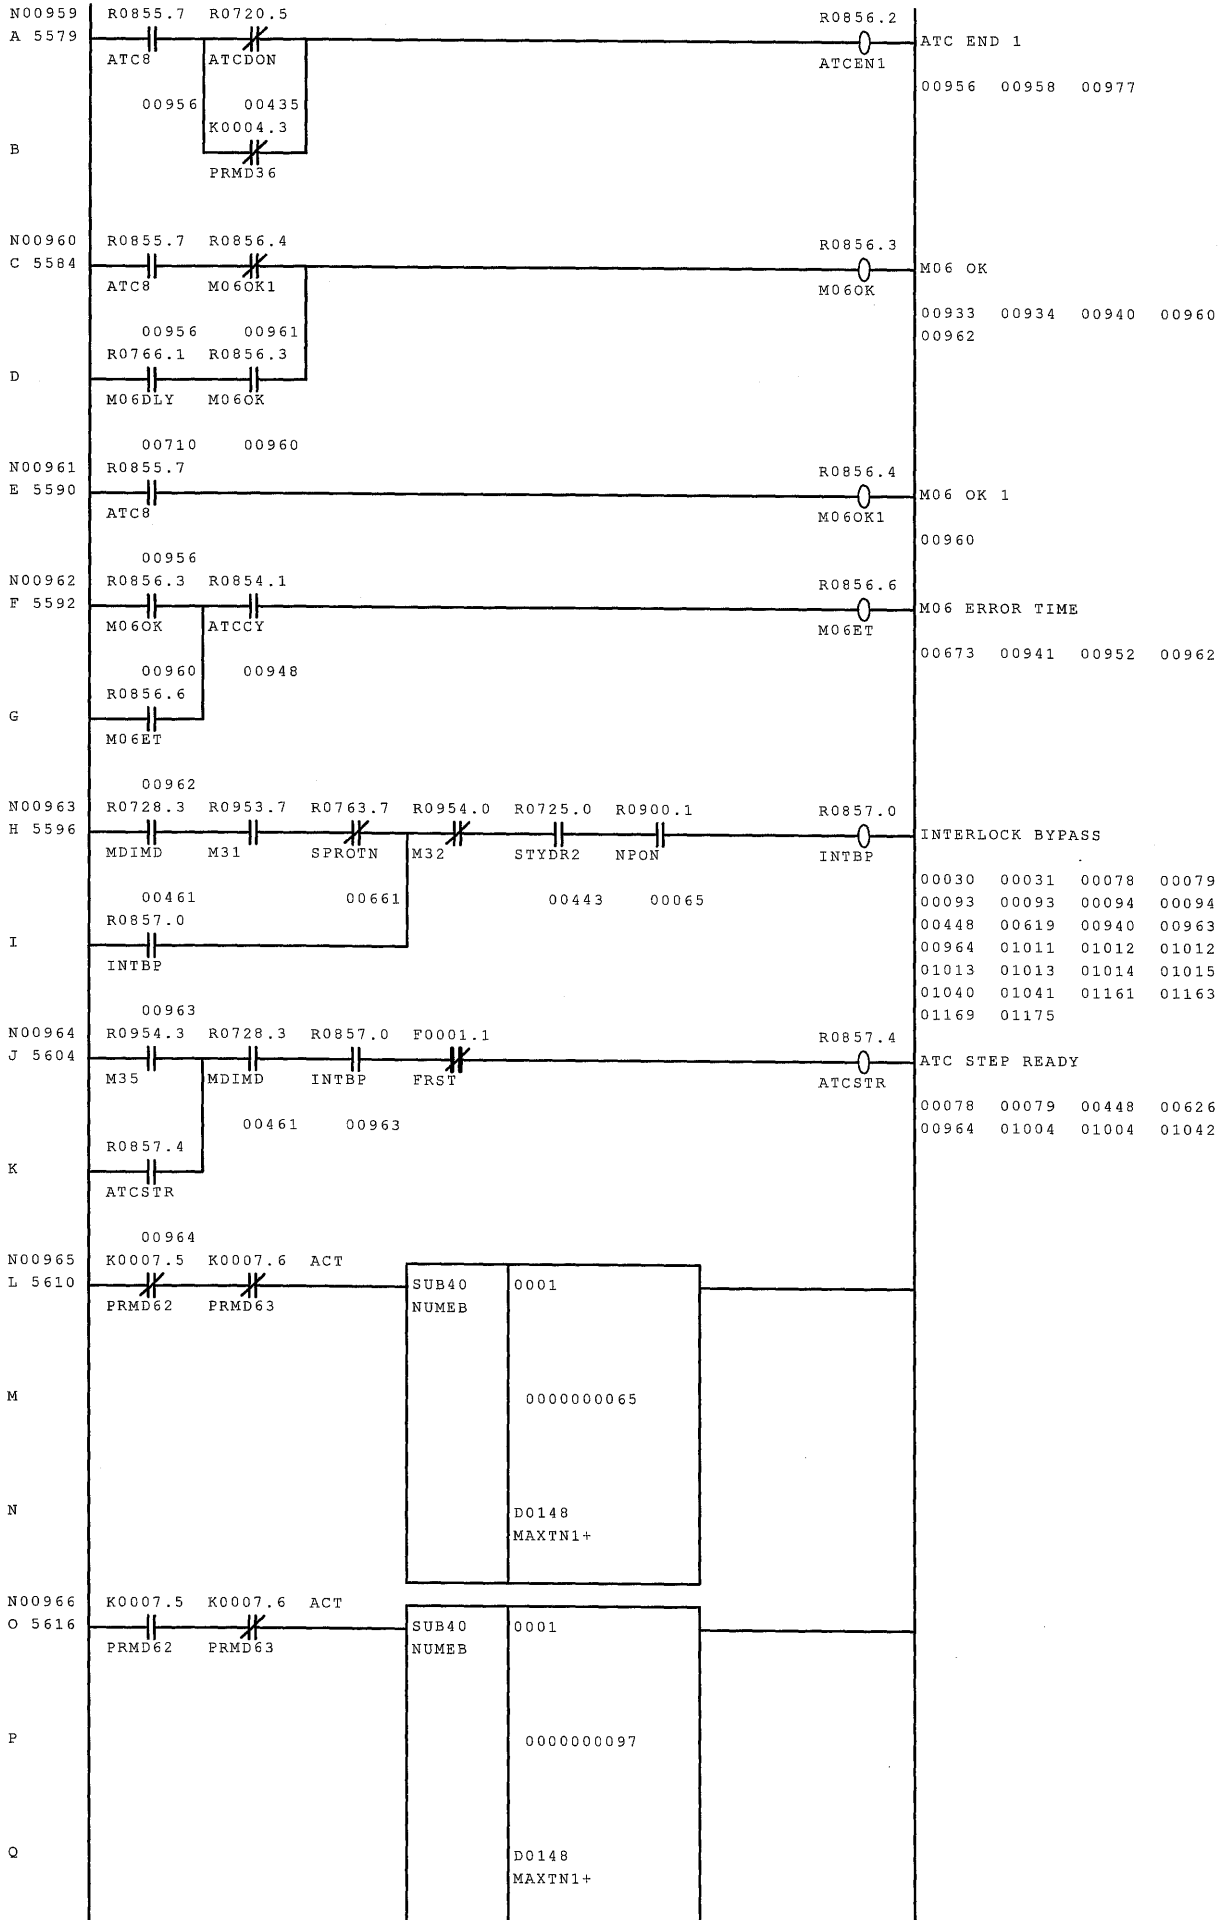 N00959 R0855.7 R0720.5 R0856.2
A 5579 ATC END 1
ATC8 ATCDON ATCEN1
00956 00958 00977
00956 00435
K0004.3
B
PRMD36
N00960 R0855.7 R0856.4 R0856.3
C 5584 M06 OK
ATC8 M06OK1 M06OK
00933 00934 00940 00960
00956 00961 00962
R0766.1 R0856.3
D
M06DLY M06OK
00710 00960
N00961 R0855.7 R0856.4
E 5590 M06 OK 1
ATC8 M06OK1
00960
00956
N00962 R0856.3 R0854.1 R0856.6
F 5592 M06 ERROR TIME
M06OK ATCCY M06ET
00673 00941 00952 00962
00960 00948
R0856.6
G
M06ET
00962
N00963 R0728.3 R0953.7 R0763.7 R0954.0 R0725.0 R0900.1 R0857.0
H 5596 INTERLOCK BYPASS
MDIMD M31 SPROTN M32 STYDR2 NPON INTBP
00030 00031 00078 00079
00461 00661 00443 00065 00093 00093 00094 00094
R0857.0 00448 00619 00940 00963
I 00964 01011 01012 01012
INTBP 01013 01013 01014 01015
01040 01041 01161 01163
00963 01169 01175
N00964 R0954.3 R0728.3 R0857.0 F0001.1 R0857.4
J 5604 ATC STEP READY
M35 MDIMD INTBP FRST ATCSTR
00078 00079 00448 00626
00461 00963 00964 01004 01004 01042
R0857.4
K
ATCSTR
00964
N00965 K0007.5 K0007.6 ACT
L 5610 SUB40 0001
PRMD62 PRMD63 NUMEB
M 0000000065
N D0148
MAXTN1+
N00966 K0007.5 K0007.6 ACT
O 5616 SUB40 0001
PRMD62 PRMD63 NUMEB
P 0000000097
Q D0148
MAXTN1+